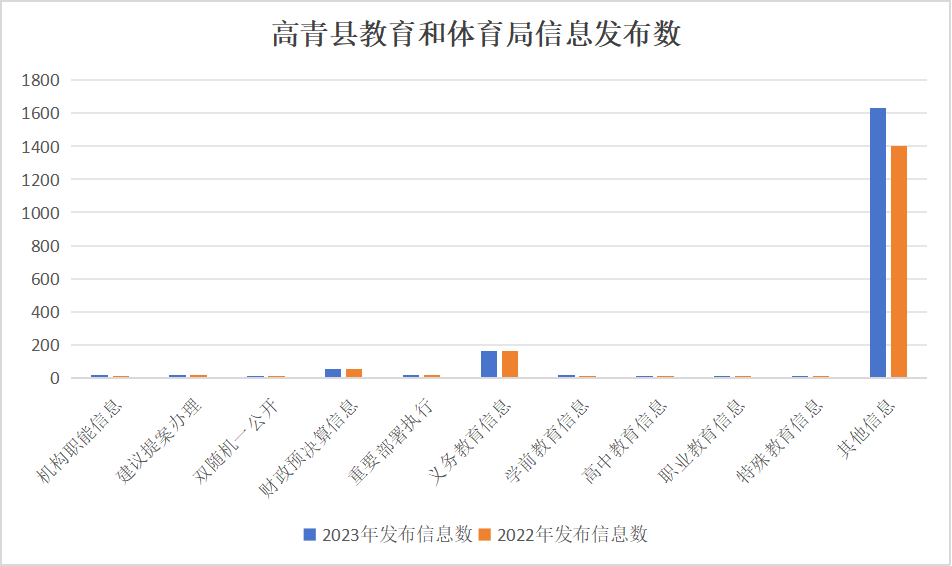 高青县教育和体育局信息发布数
1800
1600
1400
1200
1000
800
600
400
200
0
机构职能信息
建议提案办理
双随机一公开
财政预决算信息
重要部署执行
义务教育信息
学前教育信息
高中教育信息
职业教育信息
特殊教育信息
其他信息
2023年发布信息数 2022年发布信息数